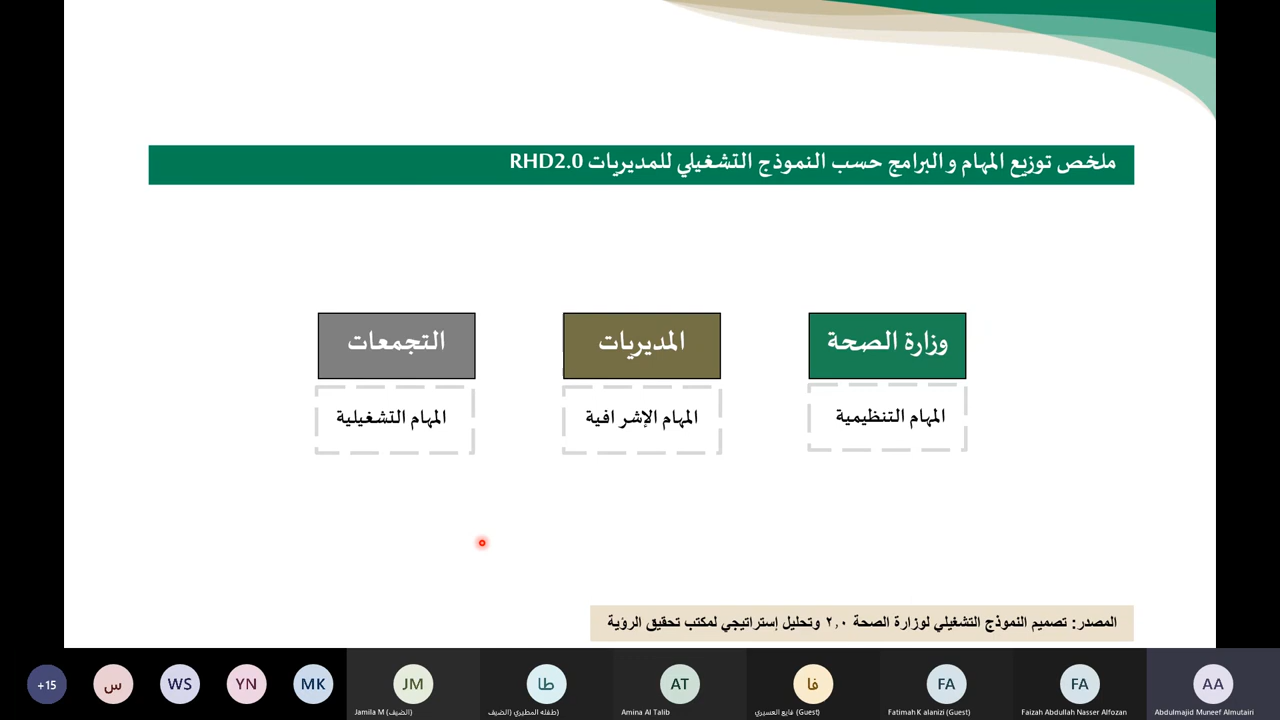 ملخص توزيع المهام والبرامج حسب النموذج التشغيلي للمديريات RHD2.0
وزارة الصحة
المديريات
التجمعات
المهام التنظيمية
المهام الإشرافية
المهام التشغيلية
المصدر: تصميم النموذج التشغيلي لوزارة الصحة ٢,٠ وتحليل إستراتيجي لمكتب تحقيق الرؤية
+15
س
WS
YN
MK
JM
طا
AT
فا
FA
FA
AA
Jamila M (الضيف)
طفله المطيري (الضيف)
Amina Al Talib
فايع العسيري (Guest)
Fatimah K alanizi (Guest)
Faizah Abdullah Nasser Alfozan
Abdulmajid Muneef Almutairi